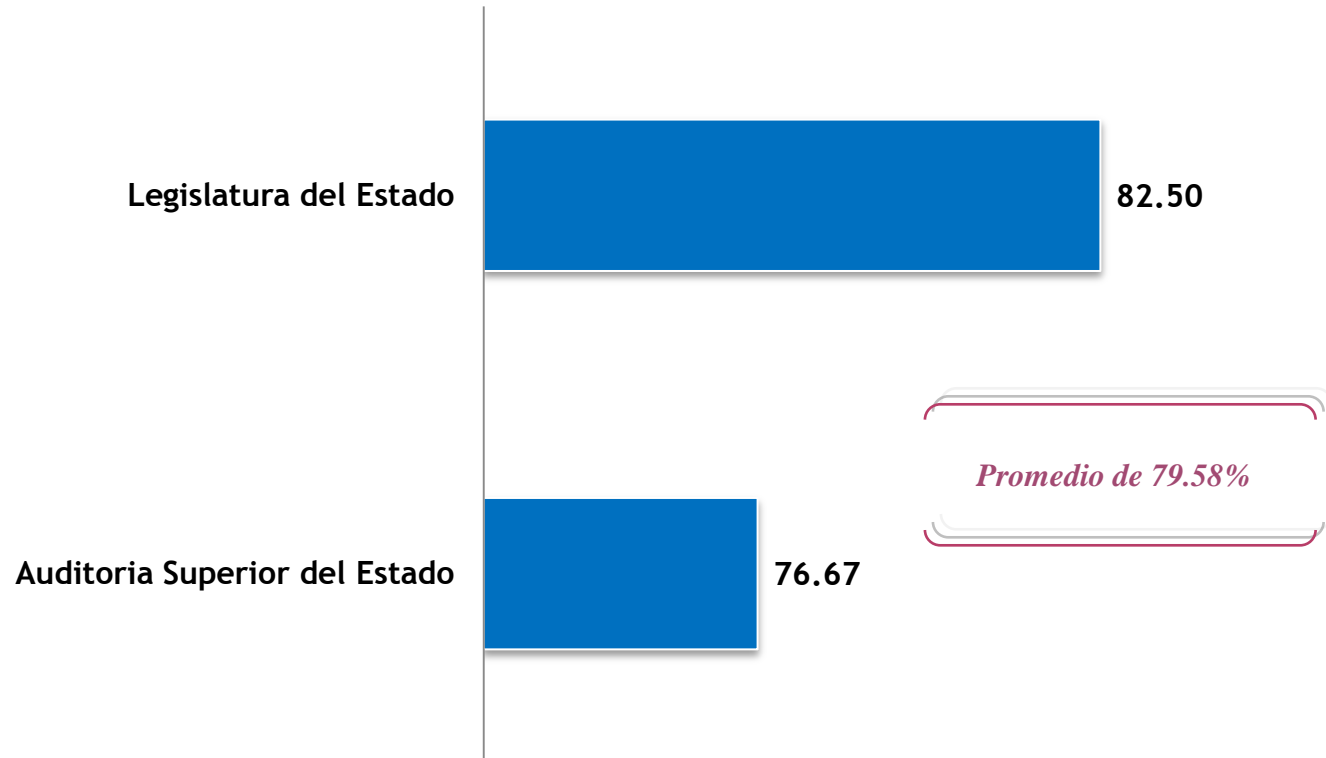 Legislatura del Estado
82.50
Promedio de 79.58%
Auditoria Superior del Estado
76.67